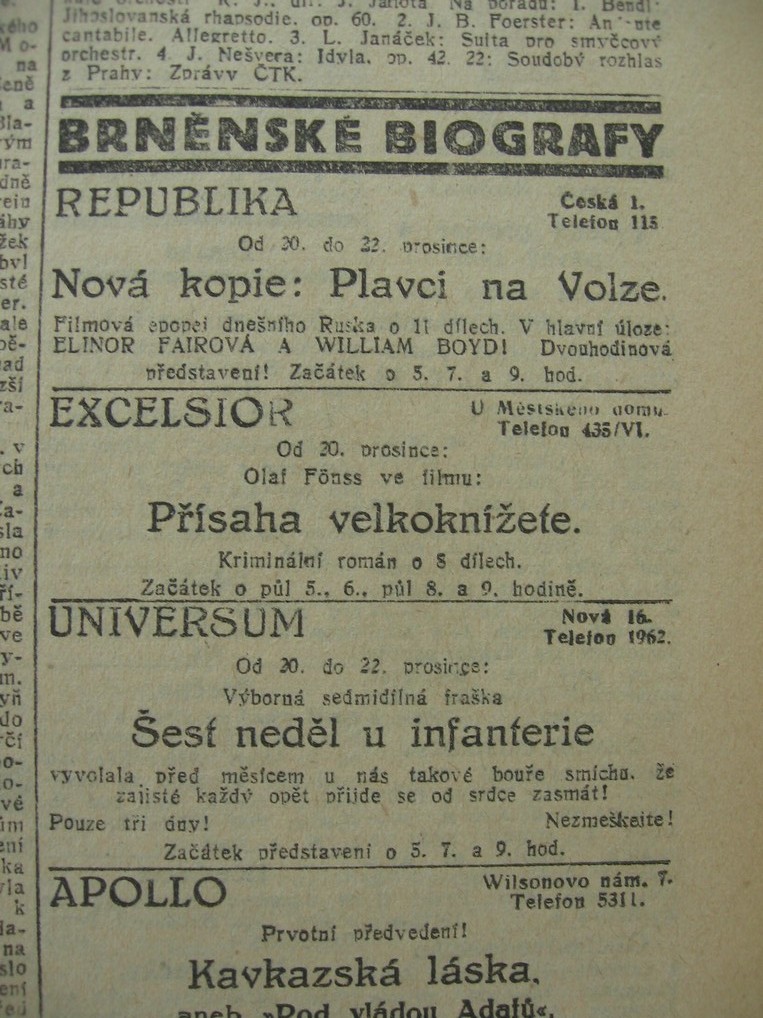 Jihoslovanská rhapsodie. op. 60. 2. J. B. Foerster:
cantabile. Allegretto. 3. L. Janáček: Suita pro smyčcový
orchestr. 4. J. Nešvera: Idyla. op. 42. 22: Soudobý rozhlas
z Prahy: Zprávy ČTK.
BRNĚNSKÉ BIOGRAFY
REPUBLIKA
Česká 1.
Telefon 115
Od 20. do 22. prosince:
Nová kopie: Plavci na Volze.
Filmová epopej dnešního Ruska o 11 dílech. V hlavní úloze:
ELINOR FAIROVÁ A WILLIAM BOYD! Dvouhodinová
představení! Začátek o 5. 7. a 9. hod.
EXCELSIOR
U Městského domu.
Telefon 435/VI.
Od 20. prosince:
Olaf Fönss ve filmu:
Přísaha velkoknížete.
Kriminální román o 8 dílech.
Začátek o půl 5., 6., půl 8. a 9. hodině.
UNIVERSUM
Nová 16.
Telefon 1962.
Od 20. do 22. prosince:
Výborná sedmidílná fraška
Šest neděl u infanterie
vyvolala před měsícem u nás takové bouře smíchu, že
zajisté každý opět přijde se od srdce zasmát!
Pouze tři dny! Nezmeškejte!
Začátek představení o 5. 7. a 9. hod.
APOLLO
Wilsonovo nám. 7.
Telefon 5311.
Prvotní předvedení!
Kavkazská láska,
aneb »Pod vládou Adatů«.